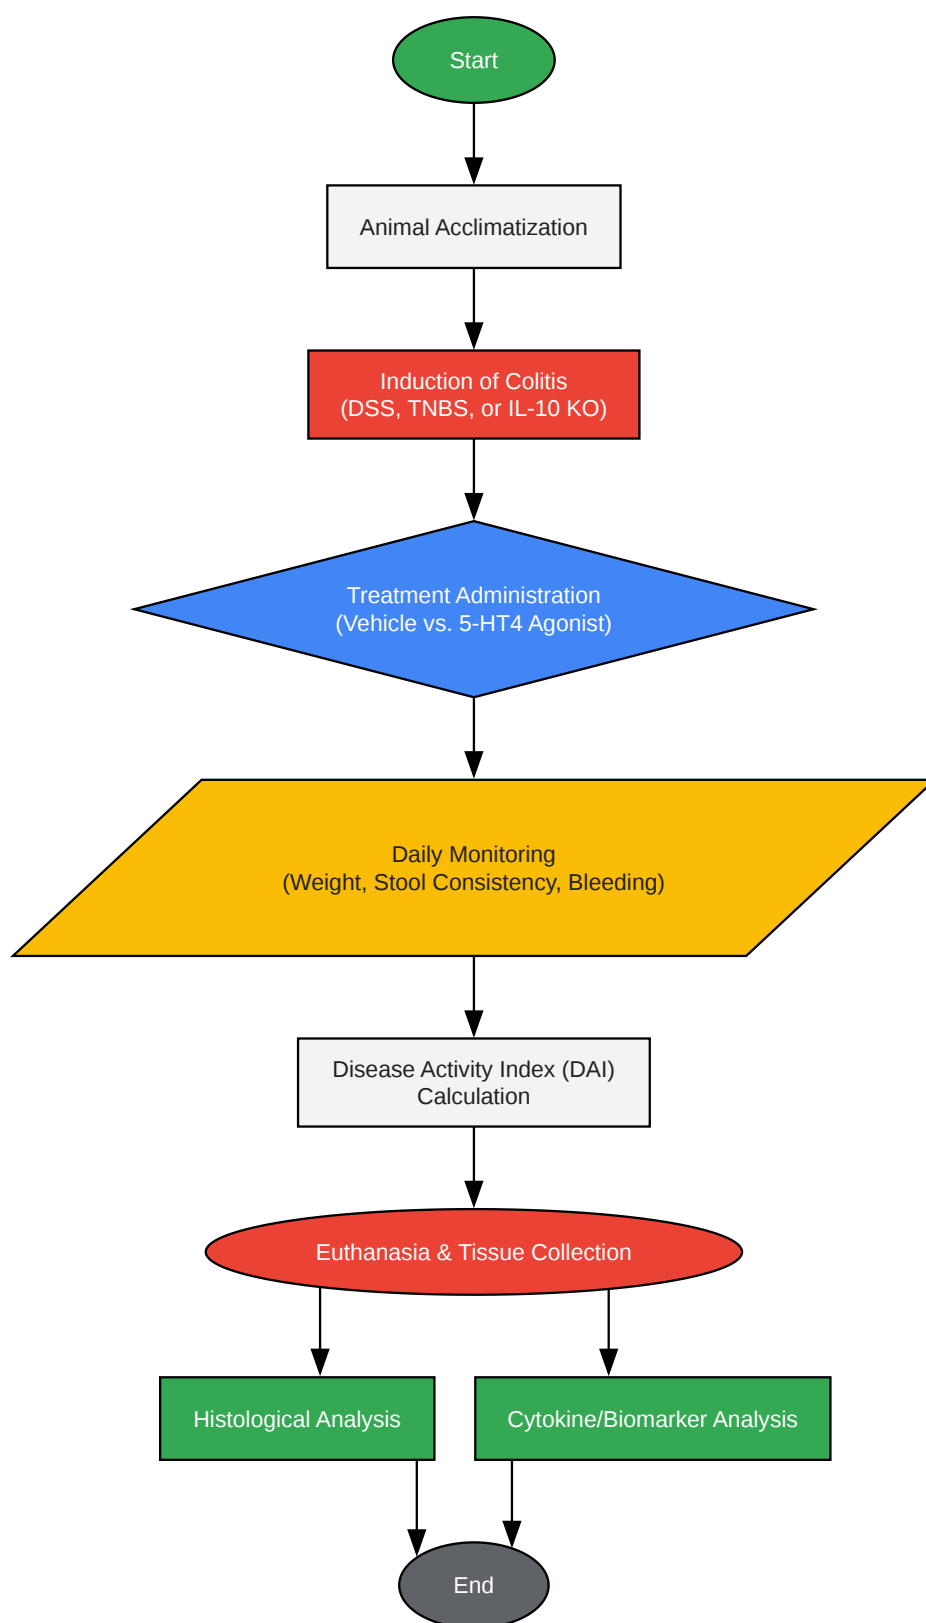 Start
Animal Acclimatization
Induction of Colitis
(DSS, TNBS, or IL-10 KO)
Treatment Administration
(Vehicle vs. 5-HT4 Agonist)
Daily Monitoring
(Weight, Stool Consistency, Bleeding)
Disease Activity Index (DAI)
Calculation
Euthanasia & Tissue Collection
Histological Analysis
Cytokine/Biomarker Analysis
End